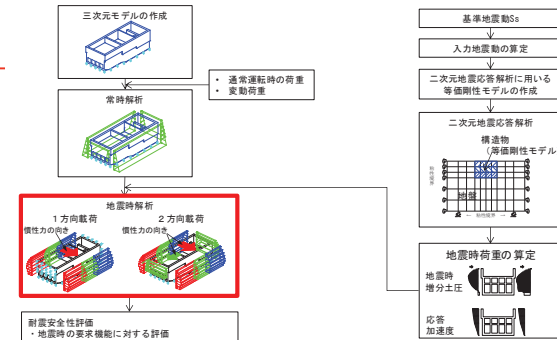 三次元モデルの作成
・ 通常運転時の荷重
・ 変動荷重
常時解析
地震時解析
1方向載荷
慣性力の向き
2方向載荷
慣性力の向き
耐震安全性評価
・地震時の要求機能に対する評価
基準地震動Ss
入力地震動の算定
二次元地震応答解析に用いる
等価剛性モデルの作成
二次元地震応答解析
構造物
(等価剛性モデル
地盤
粘性境界
← 粘性境界 →
地震時荷重の算定
地震時
増分土圧
応答
加速度